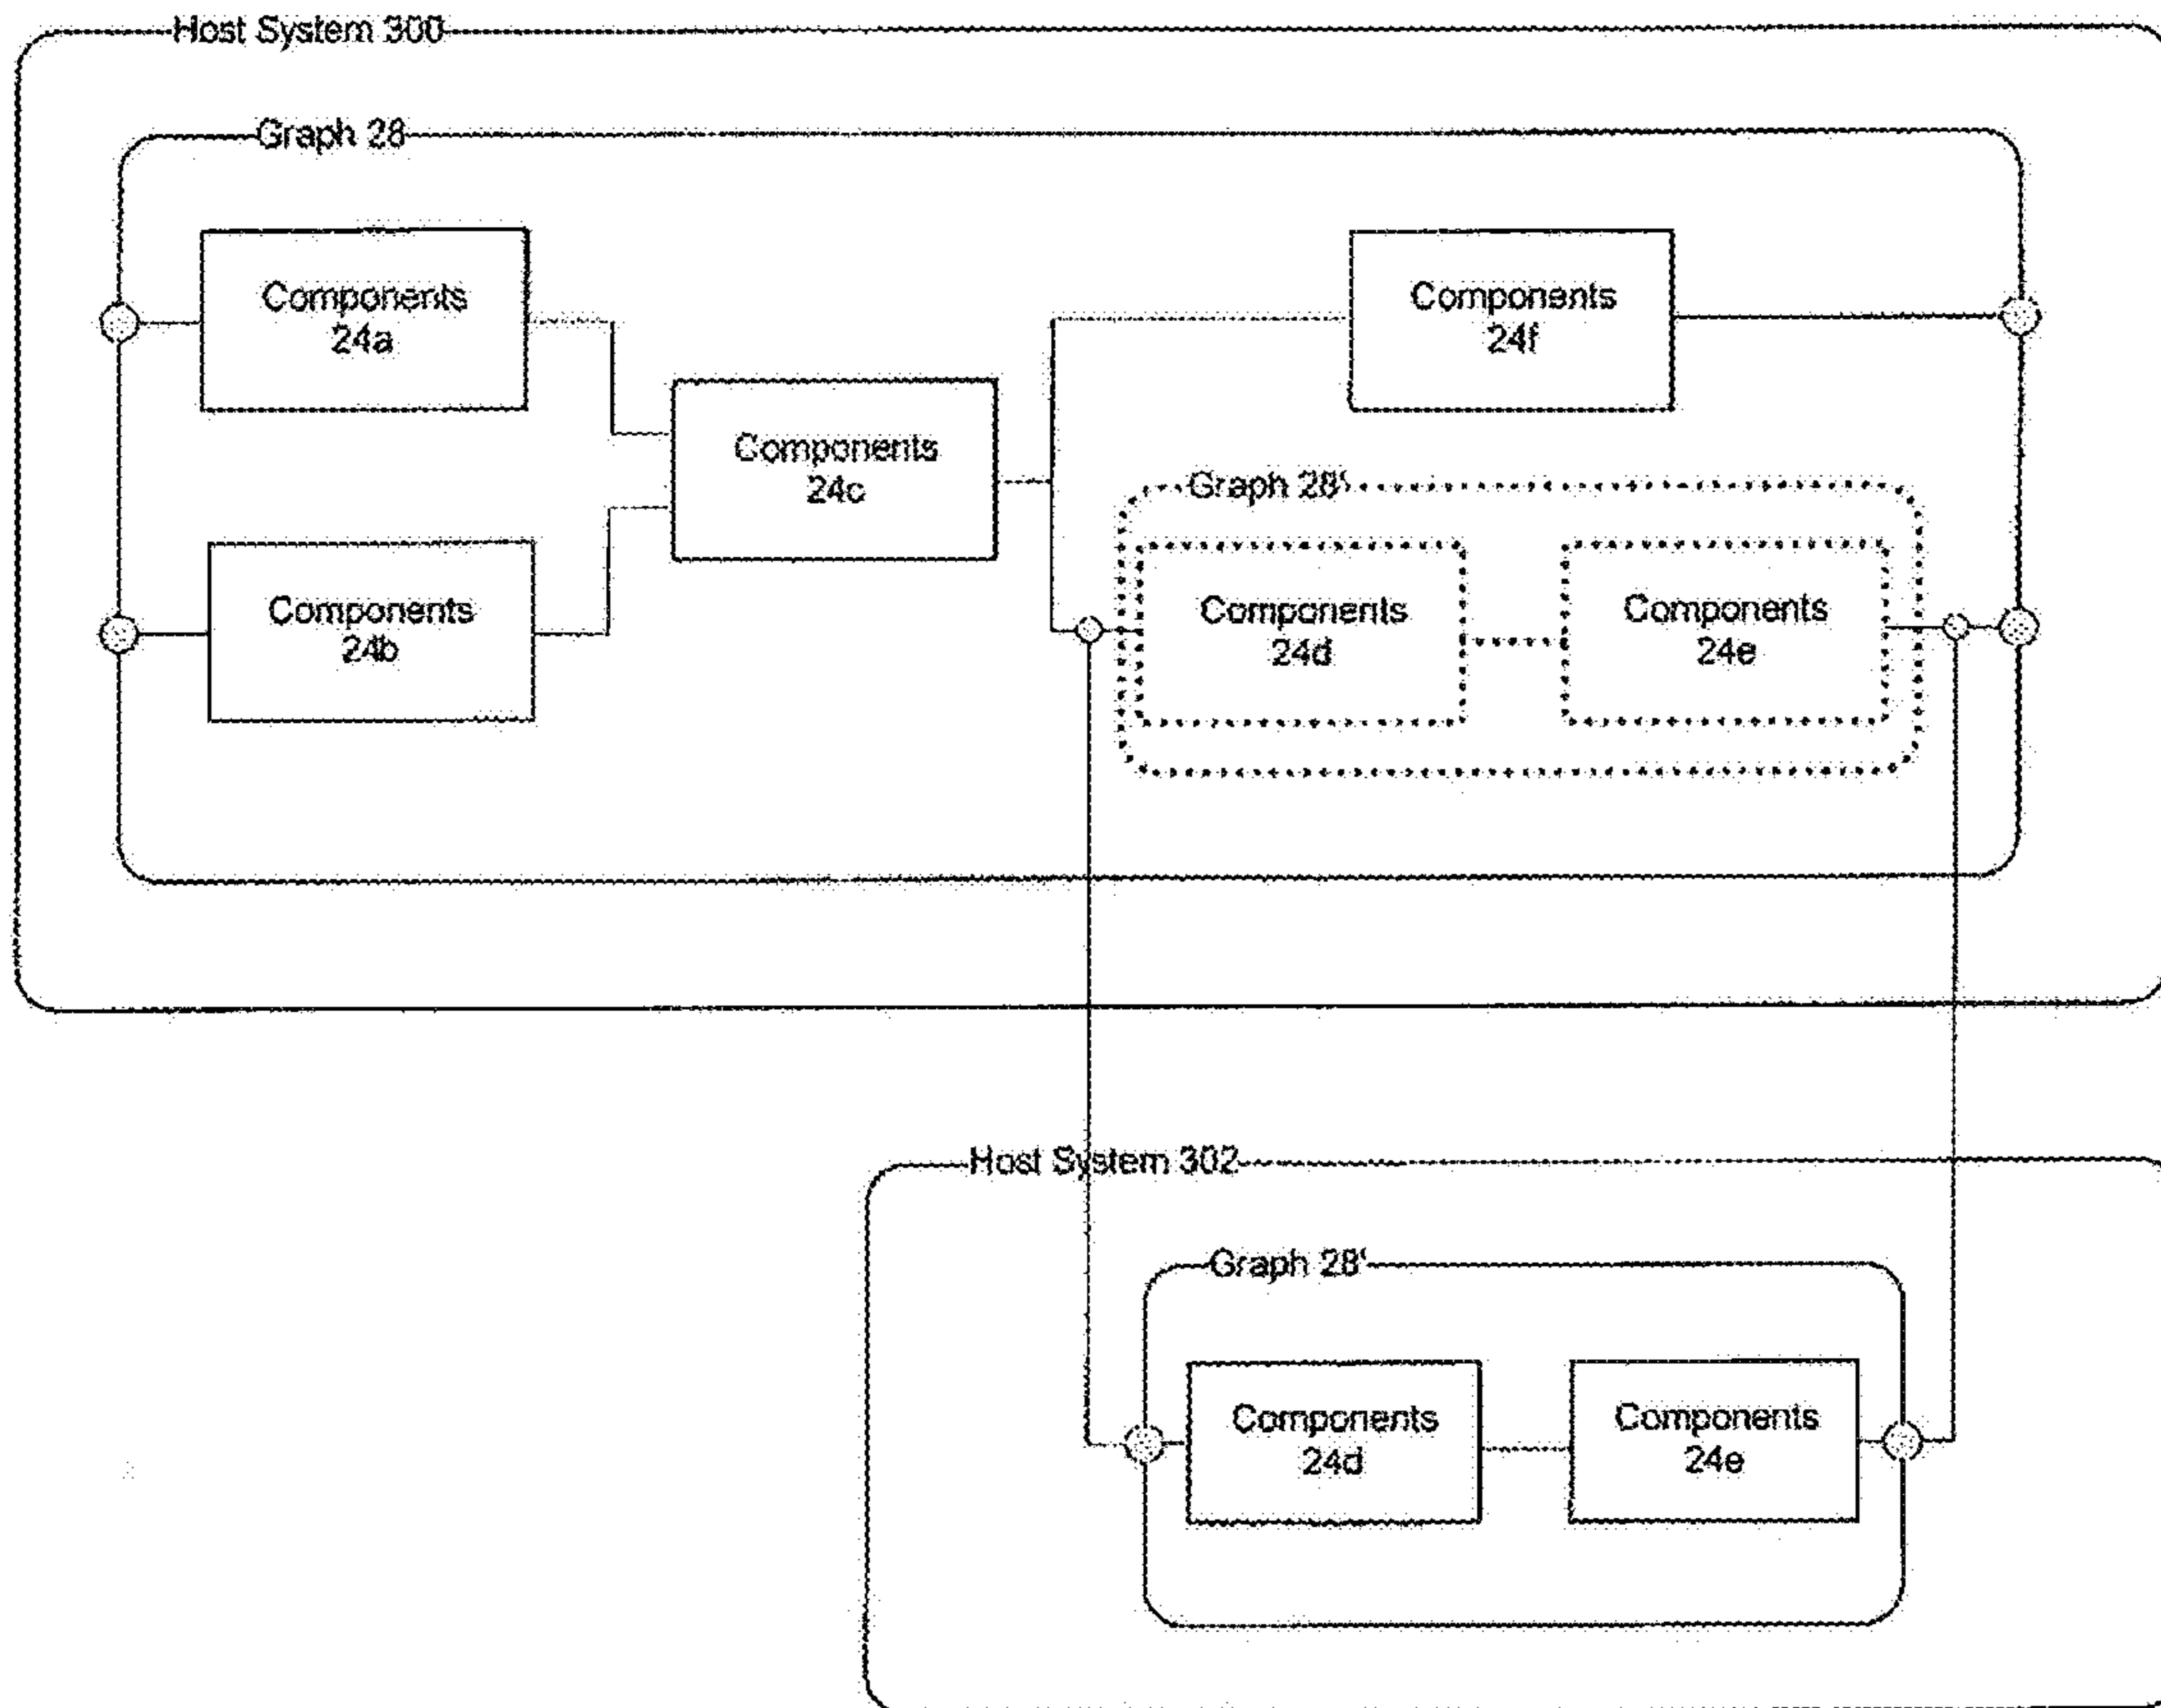 Host System 300
Graph 28
Components
24a
Components
24f
Components
24c
Graph 28'
Components
24b
Components
24d
Components
24e
Host System 302
Graph 28'
Components
24d
Components
24e